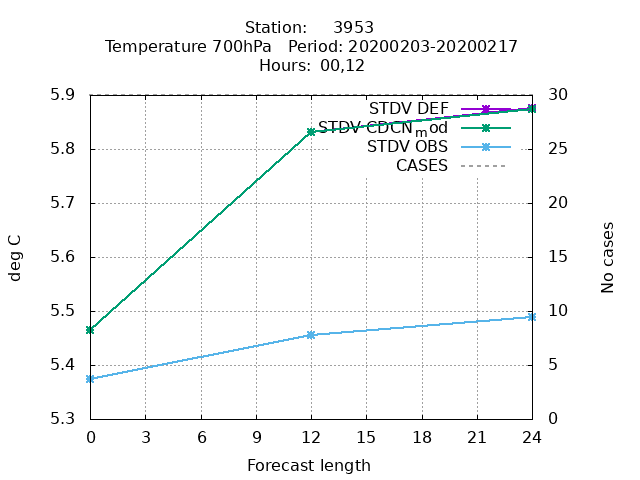 Station:     3953
Temperature 700hPa   Period: 20200203-20200217
Hours:  00,12
5.9
5.8
5.7
5.6
5.5
5.4
5.3
30
25
20
15
10
5
0
STDV DEF
STDV CDCN_mod
STDV OBS
CASES
deg C
No cases
0 3 6 9 12 15 18 21 24
Forecast length